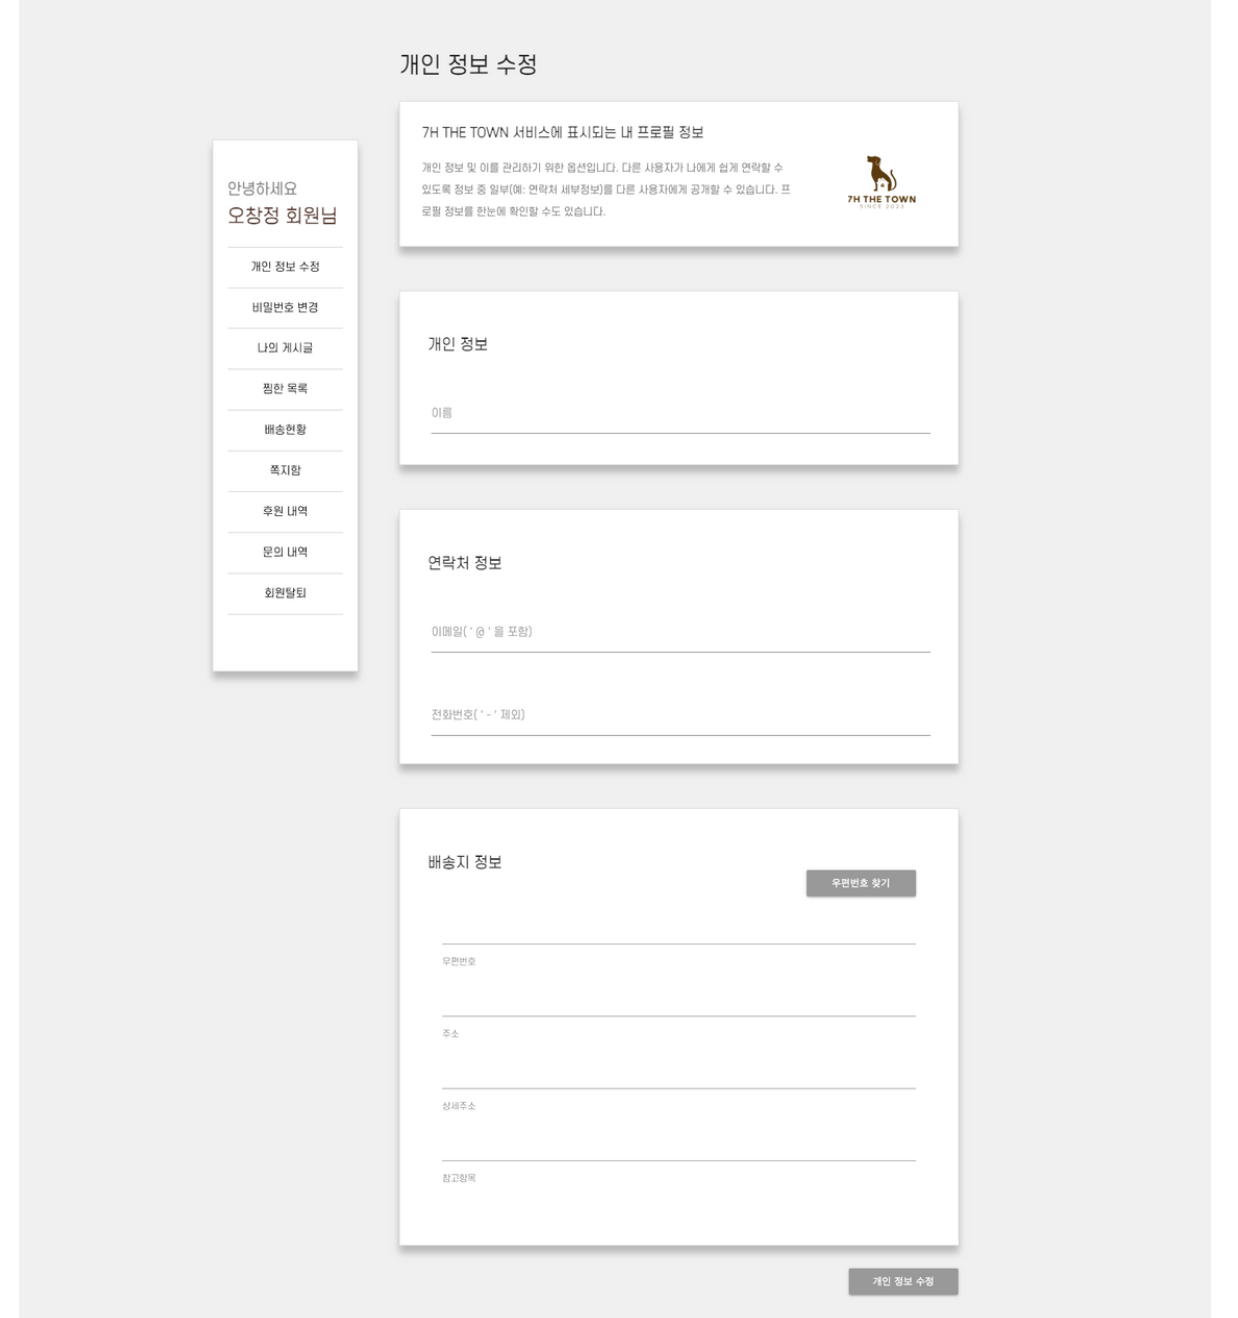 개인 정보 수정
7H THE TOWN 서비스에 표시되는 내 프로필 정보
개인 정보 및 이를 관리하기 위한 옵션입니다. 다른 사용자가 나에게 쉽게 연락할 수
있도록 정보 중 일부(예: 연락처 세부정보)를 다른 사용자에게 공개할 수 있습니다. 프
로필 정보를 한눈에 확인할 수도 있습니다.
7H THE TOWN
SINCE 2023
안녕하세요
오창정 회원님
개인 정보 수정
비밀번호 변경
나의 게시글
찜한 목록
배송현황
쪽지함
후원 내역
문의 내역
회원탈퇴
개인 정보
이름
연락처 정보
이메일( ' @ ' 을 포함)
전화번호( ' - ' 제외)
배송지 정보
우편번호 찾기
우편번호
주소
상세주소
참고항목
개인 정보 수정